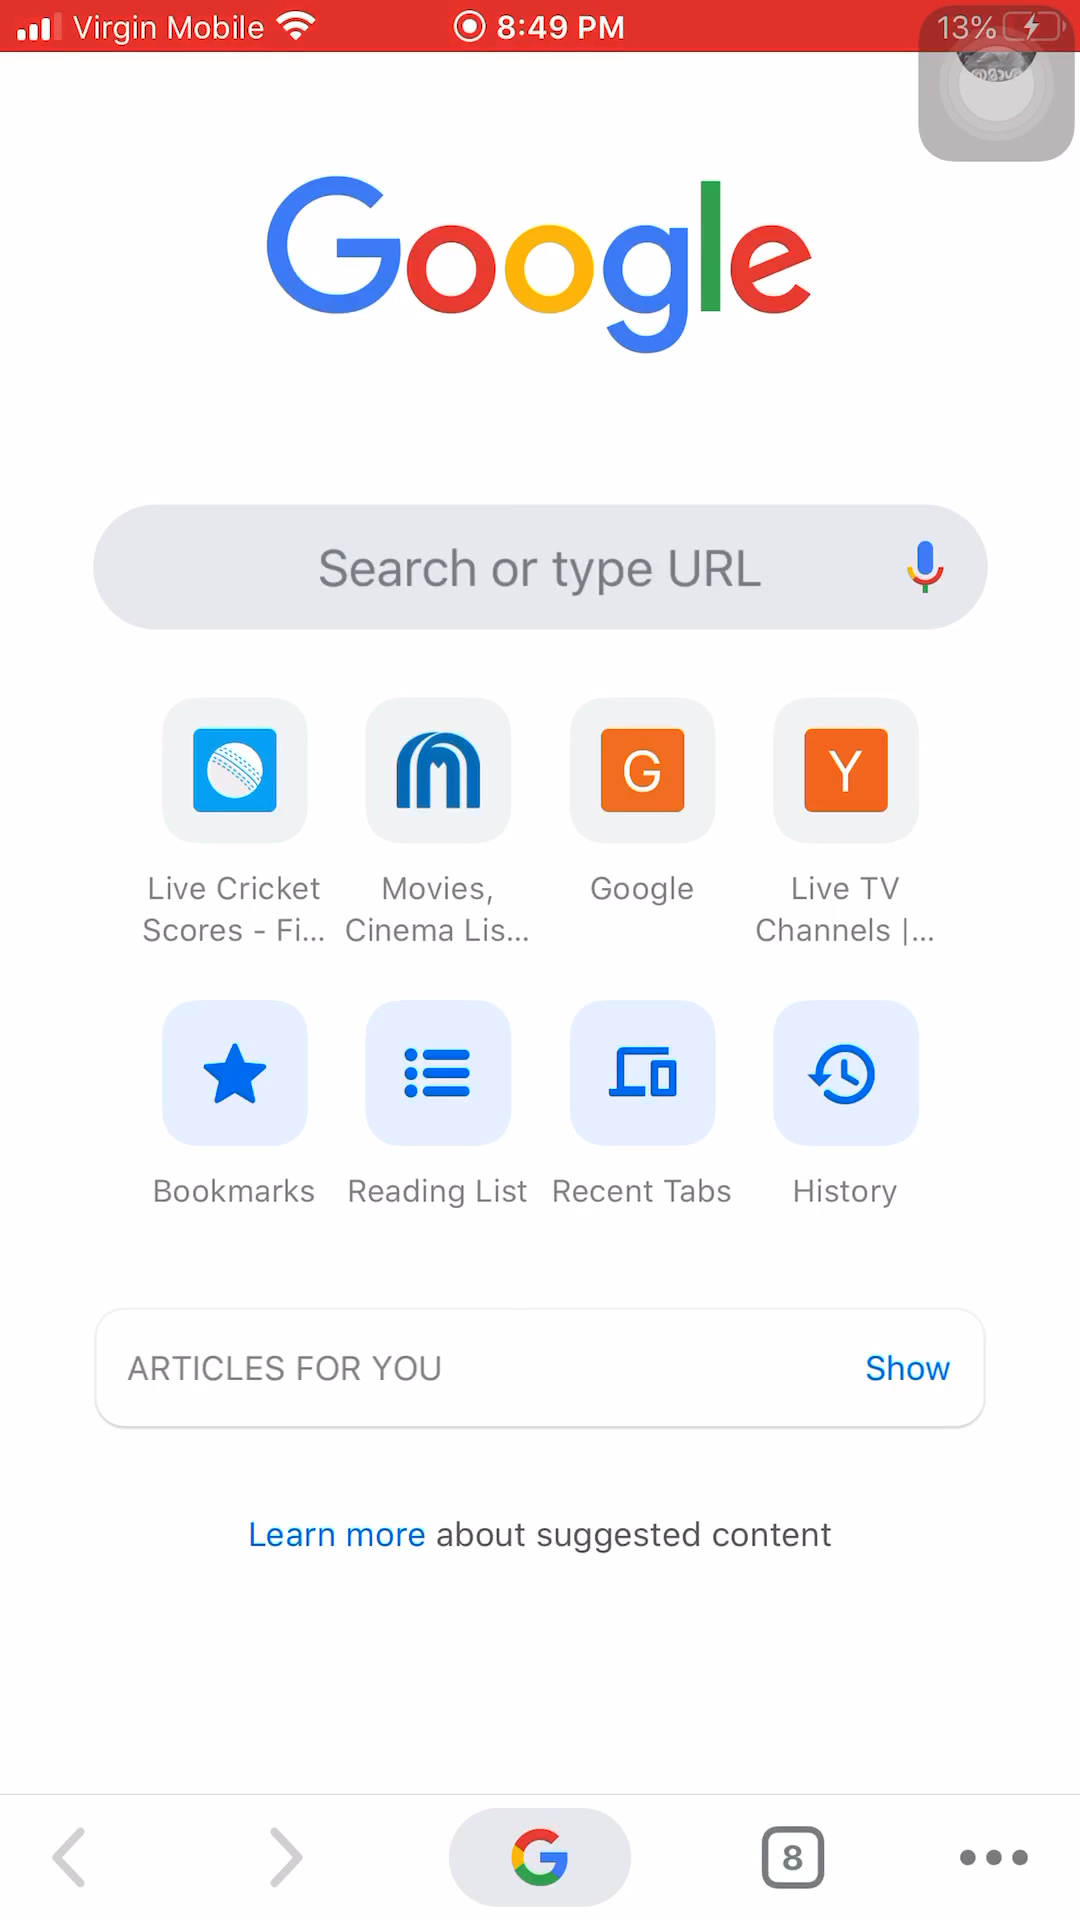 Virgin Mobile 8:49 PM 13%
Google
Search or type URL
G Y
Live Cricket Movies, Google Live TV
Scores - Fi... Cinema Lis... Channels |...
Bookmarks Reading List Recent Tabs History
ARTICLES FOR YOU Show
Learn more about suggested content
G 8